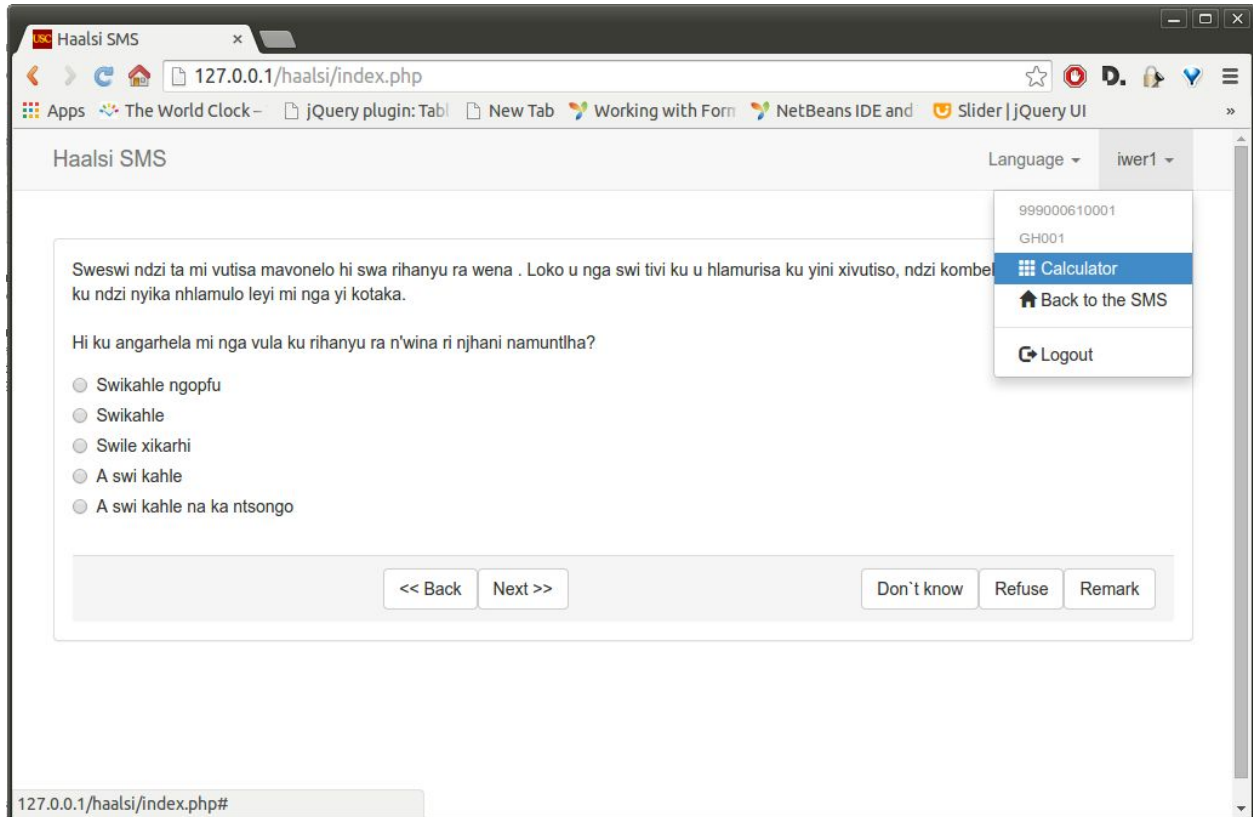 USC Haalsi SMS
127.0.0.1/haalsi/index.php
D.
Apps The World Clock – jQuery plugin: Tabl New Tab Working with Form NetBeans IDE and Slider | jQuery UI »
Haalsi SMS Language iwer1
999000610001
GH001
Calculator
Back to the SMS
Logout
Sweswi ndzi ta mi vutisa mavonelo hi swa rihanyu ra wena . Loko u nga swi tivi ku u hlamurisa ku yini xivutiso, ndzi
ku ndzi nyika nhlamulo leyi mi nga yi kotaka.
Hi ku angarhela mi nga vula ku rihanyu ra n'wina ri njhani namuntlha?
Swikahle ngopfu
Swikahle
Swile xikarhi
A swi kahle
A swi kahle na ka ntsongo
<< Back Next >> Don`t know Refuse Remark
127.0.0.1/haalsi/index.php#